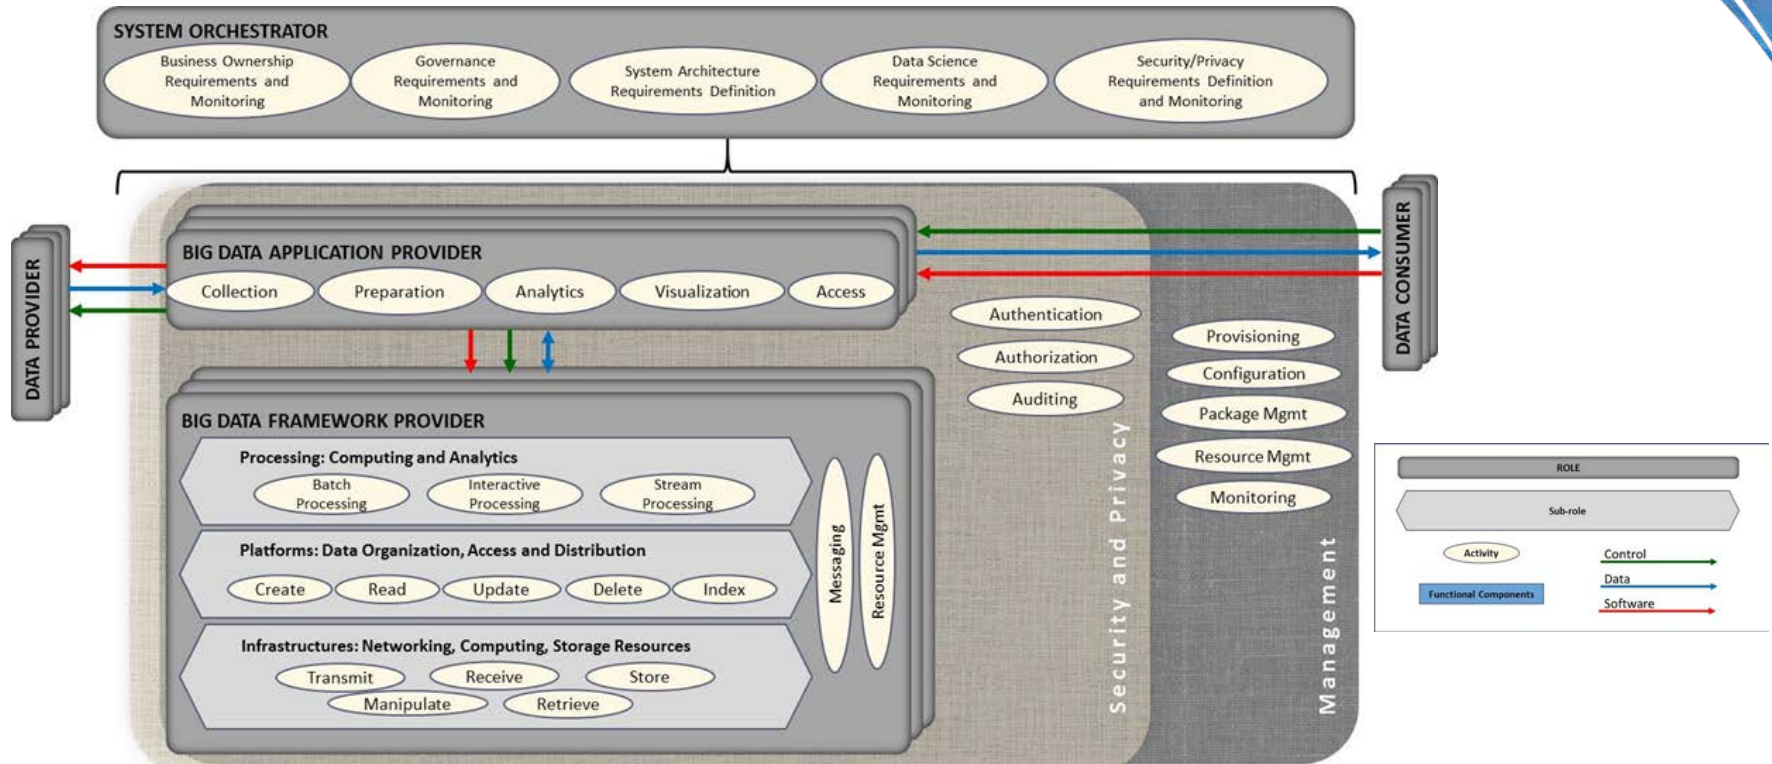 SYSTEM ORCHESTRATOR
Business Ownership
Requirements and
Monitoring
Governance
Requirements and
Monitoring
System Architecture
Requirements Definition
Data Science
Requirements and
Monitoring
Security/Privacy
Requirements Definition
and Monitoring
DATA PROVIDER
BIG DATA APPLICATION PROVIDER
Collection
Preparation
Analytics
Visualization
Access
BIG DATA FRAMEWORK PROVIDER
Processing: Computing and Analytics
Batch
Processing
Interactive
Processing
Stream
Processing
Platforms: Data Organization, Access and Distribution
Create
Read
Update
Delete
Index
Infrastructures: Networking, Computing, Storage Resources
Transmit
Receive
Store
Manipulate
Retrieve
Messaging
Resource Mgmt
Authentication
Authorization
Auditing
Security and Privacy
Provisioning
Configuration
Package Mgmt
Resource Mgmt
Monitoring
Management
DATA CONSUMER
ROLE
Sub-role
Activity
Functional Components
Control
Data
Software